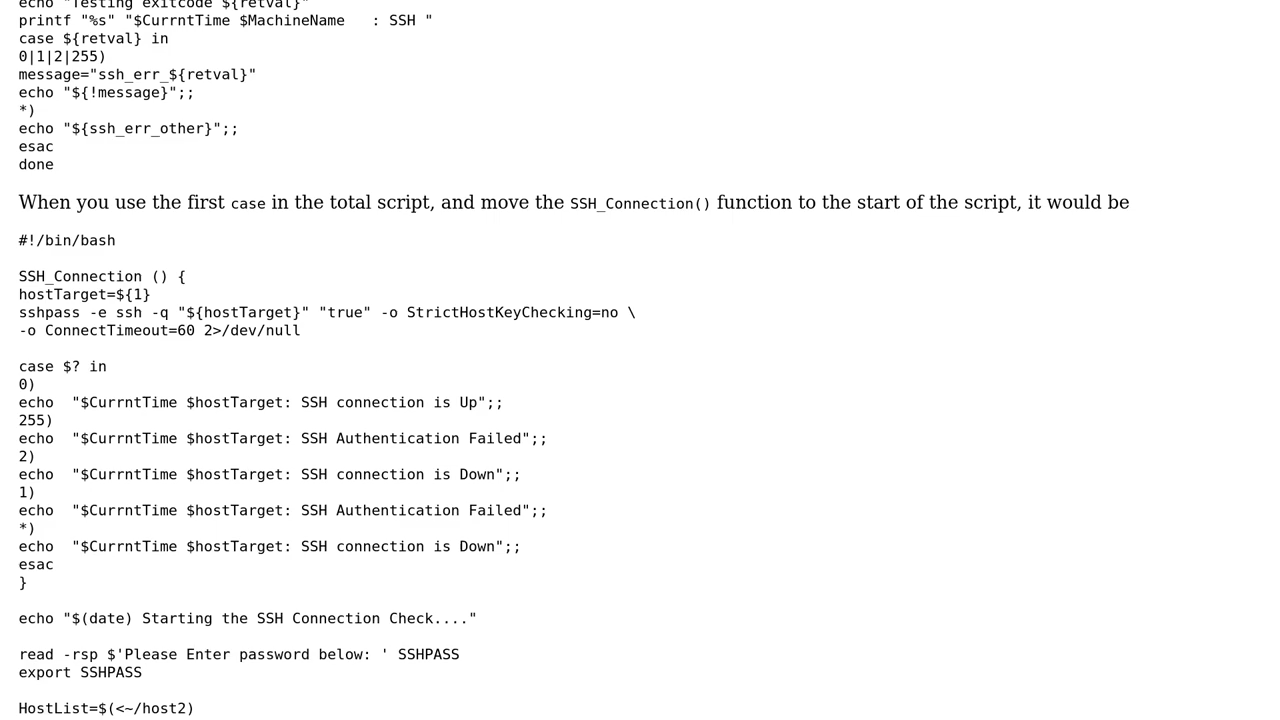 echo "Testing exitcode ${retval}"
printf "%s" "$CurrntTime $MachineName   : SSH "
case ${retval} in
0|1|2|255)
message="ssh_err_${retval}"
echo "${!message}";;
*)
echo "${ssh_err_other}";;
esac
done
When you use the first case in the total script, and move the SSH_Connection() function to the start of the script, it would be
#!/bin/bash
SSH_Connection () {
hostTarget=${1}
sshpass -e ssh -q "${hostTarget}" "true" -o StrictHostKeyChecking=no \
-o ConnectTimeout=60 2>/dev/null
case $? in
0)
echo  "$CurrntTime $hostTarget: SSH connection is Up";;
255)
echo  "$CurrntTime $hostTarget: SSH Authentication Failed";;
2)
echo  "$CurrntTime $hostTarget: SSH connection is Down";;
1)
echo  "$CurrntTime $hostTarget: SSH Authentication Failed";;
*)
echo  "$CurrntTime $hostTarget: SSH connection is Down";;
esac
}
echo "$(date) Starting the SSH Connection Check...."
read -rsp $'Please Enter password below: ' SSHPASS
export SSHPASS
HostList=$(<~/host2)